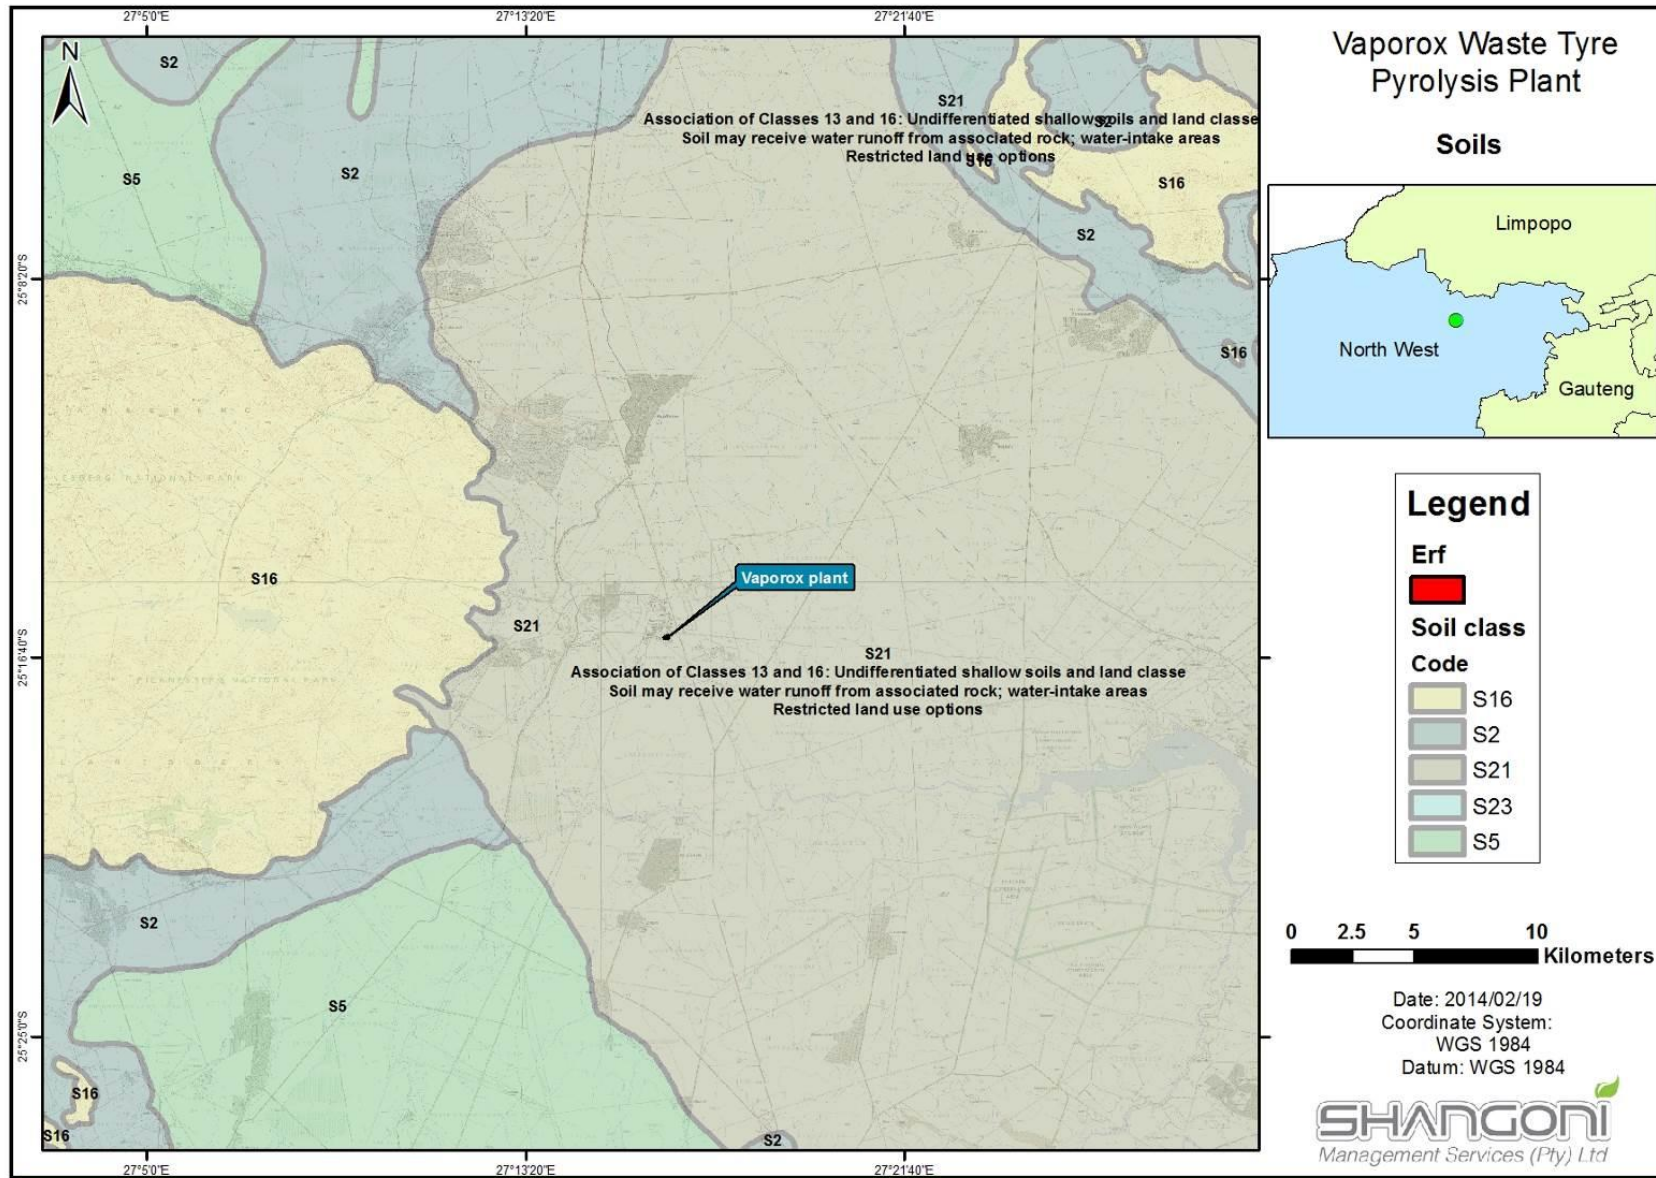 27°5'0"E
27°13'20"E
27°21'40"E
Vaporox Waste Tyre
Pyrolysis Plant
Soils
N
S2
S21
Association of Classes 13 and 16: Undifferentiated shallow soils and land classe
S2
Soil may receive water runoff from associated rock; water-intake areas
Restricted land use options
S16
S5
S2
S16
S2
S16
25°8'20"S
Limpopo
North West
Gauteng
S16
Vaporox plant
S21
S21
Association of Classes 13 and 16: Undifferentiated shallow soils and land classe
Soil may receive water runoff from associated rock; water-intake areas
Restricted land use options
25°16'40"S
PILANESBERG NATIONAL PARK
Legend
Erf
Soil class
Code
S16
S2
S21
S23
S5
S2
S5
25°25'0"S
S16
S16
S2
0 2.5 5 10
Kilometers
Date: 2014/02/19
Coordinate System:
WGS 1984
Datum: WGS 1984
SHANGONI
Management Services (Pty) Ltd
27°5'0"E
27°13'20"E
27°21'40"E